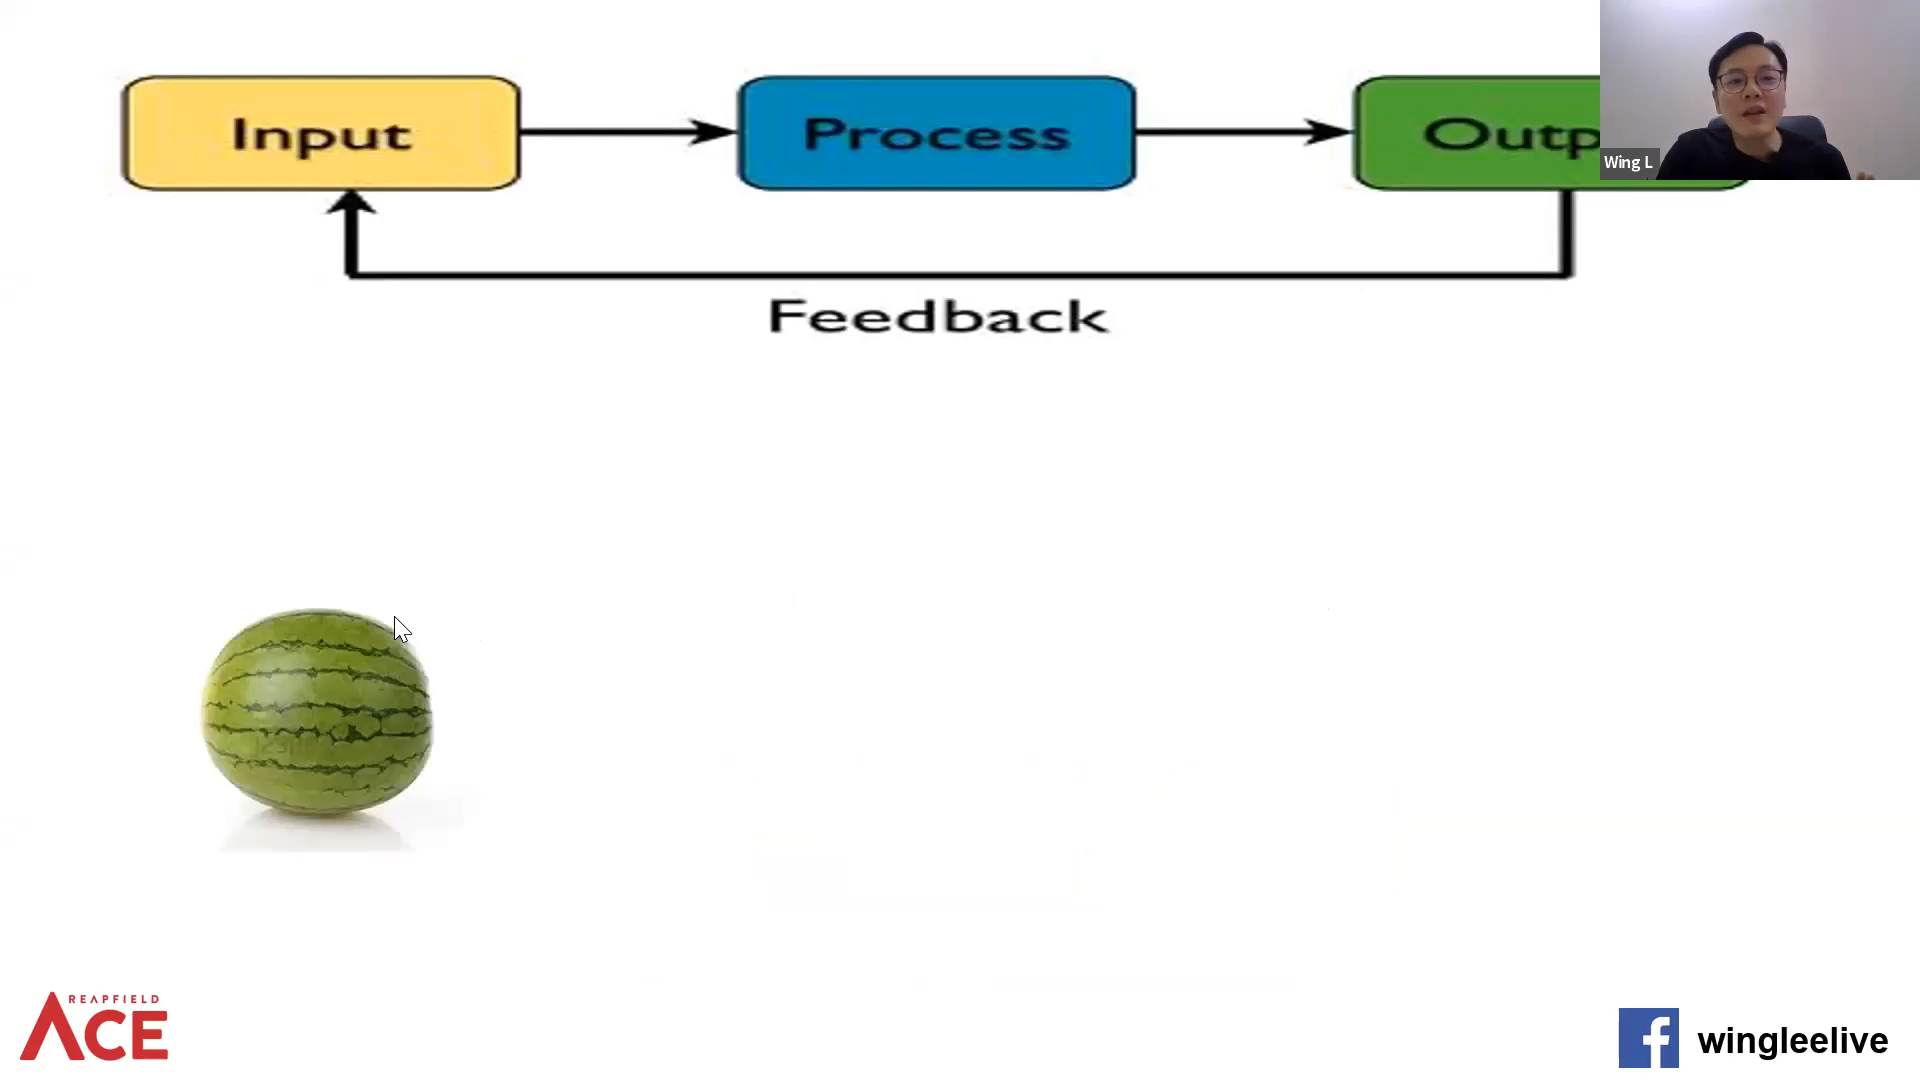 Input
Process
Outp
Wing L
Feedback
REAPFIELD
ACE
f wingleelive